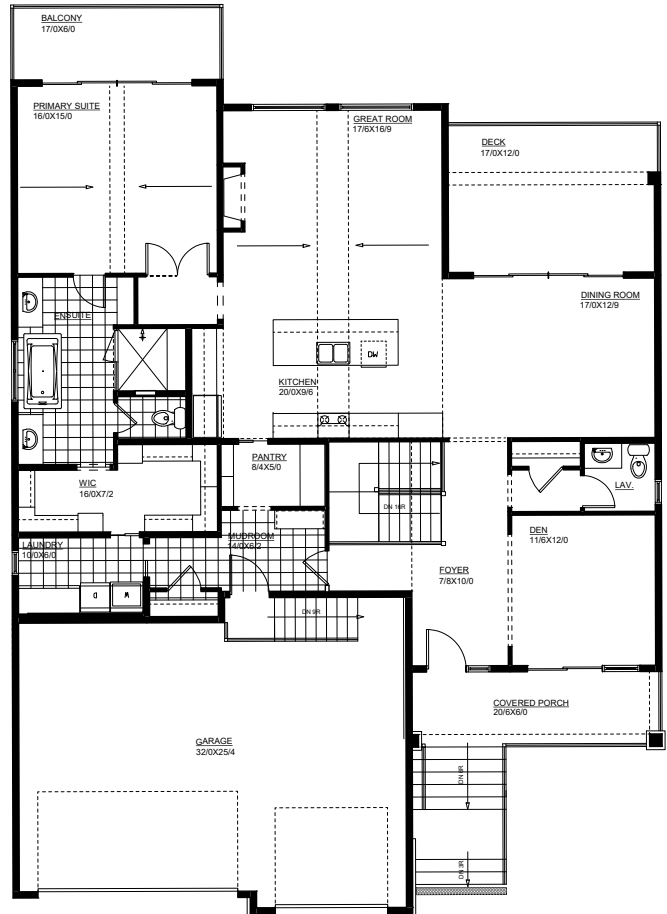 BALCONY
17/0X6/0
PRIMARY SUITE
16/0X15/0
GREAT ROOM
17/6X16/9
DECK
17/0X12/0
DINING ROOM
17/0X12/9
ENSUITE
DW
KITCHEN
20/0X9/6
PANTRY
8/4X5/0
WIC
16/0X7/2
LAV.
DN 16R
MUDROOM
14/0X6/2
LAUNDRY
10/0X6/0
DEN
11/6X12/0
FOYER
7/8X10/0
D
W
DN 9R
COVERED PORCH
20/6X6/0
GARAGE
32/0X25/4
DN 6R
DN 3R